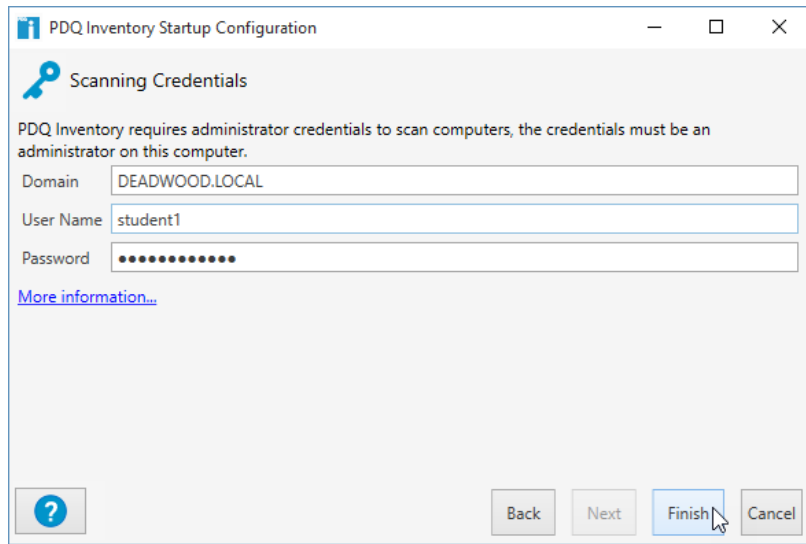 PDQ Inventory Startup Configuration
Scanning Credentials
PDQ Inventory requires administrator credentials to scan computers, the credentials must be an
administrator on this computer.
Domain DEADWOOD.LOCAL
User Name student1
Password ●●●●●●●●●●●●
More information...
? Back Next Finish Cancel